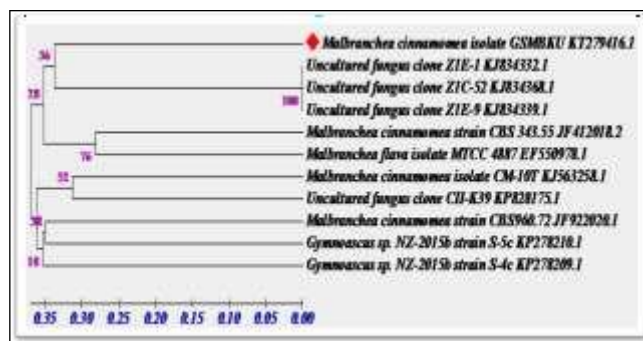 Malbranchea cinnamomea isolate GSMBKU KT279416.1
Uncultured fungus clone Z1E-1 KJ834332.1
Uncultured fungus clone Z1C-52 KJ834368.1
Uncultured fungus clone Z1E-9 KJ834339.1
Malbranchea cinnamomea strain CBS 343.55 JF412018.2
Malbranchea flava isolate MTCC 4887 EF550978.1
Malbranchea cinnamomea isolate CM-10T KJ563258.1
Uncultured fungus clone CH-K39 KP828175.1
Malbranchea cinnamomea strain CBS960.72 JF922020.1
Gymnoascus sp. NZ-2015b strain S-5c KP278210.1
Gymnoascus sp. NZ-2015b strain S-4c KP278209.1
100
76
52
0.35 0.30 0.25 0.20 0.15 0.10 0.05 0.00